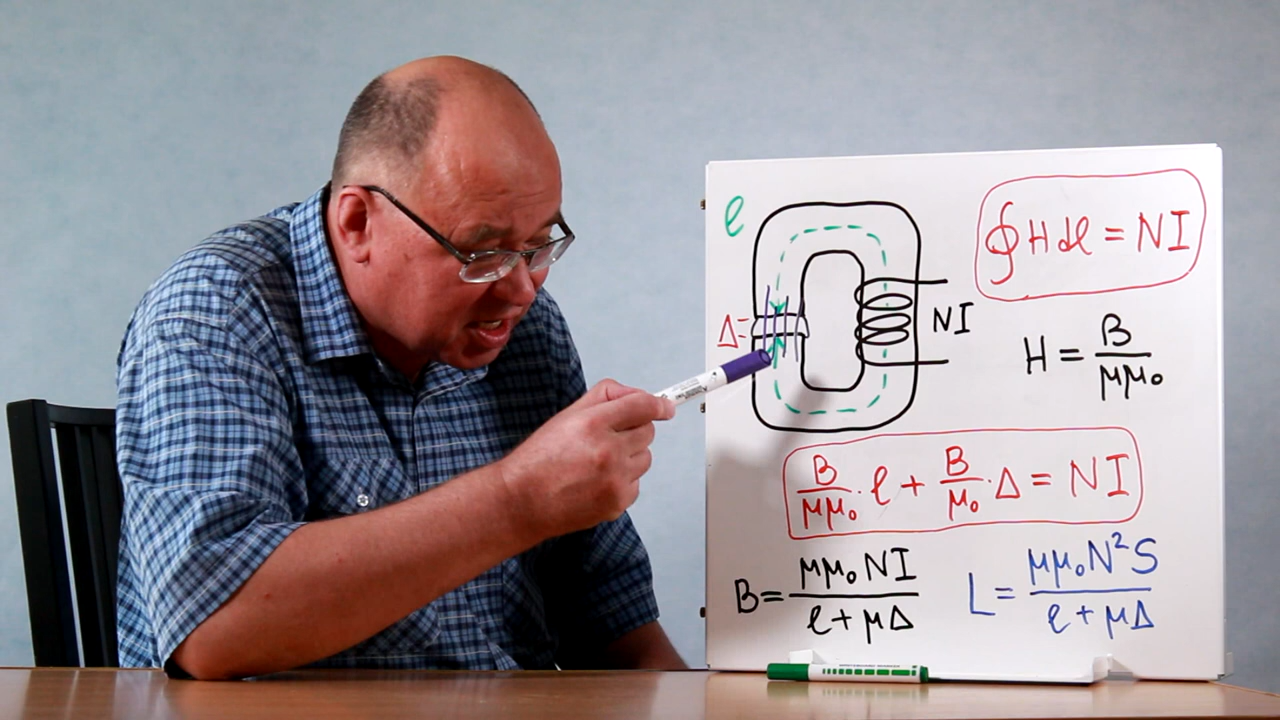 ℓ
∮Hdℓ = NI
Δ=
NI
H = B/μμ₀
B/μμ₀·ℓ + B/μ₀·Δ = NI
B= μμ₀NI/ℓ+μΔ
L= μμ₀N²S/ℓ+μΔ